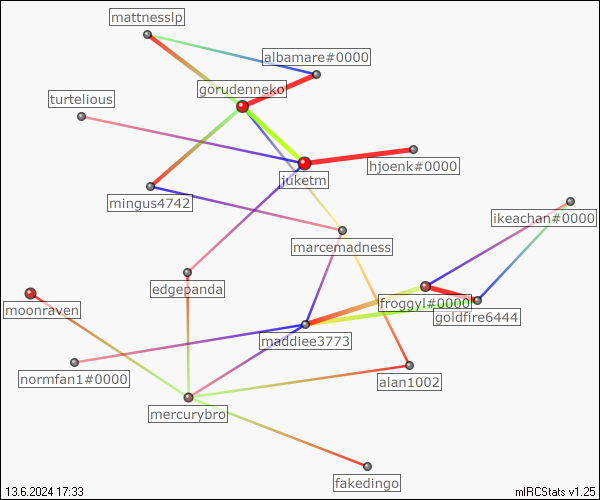 mattnesslp
albamare#0000
gorudenneko
turtelious
hjoenk#0000
juketm
mingus4742
ikeachan#0000
marcemadness
edgepanda
froggyl#0000
moonraven
goldfire6444
maddiee3773
normfan1#0000
alan1002
mercurybro
fakedingo
13.6.2024 17:33
mIRCStats v1.25